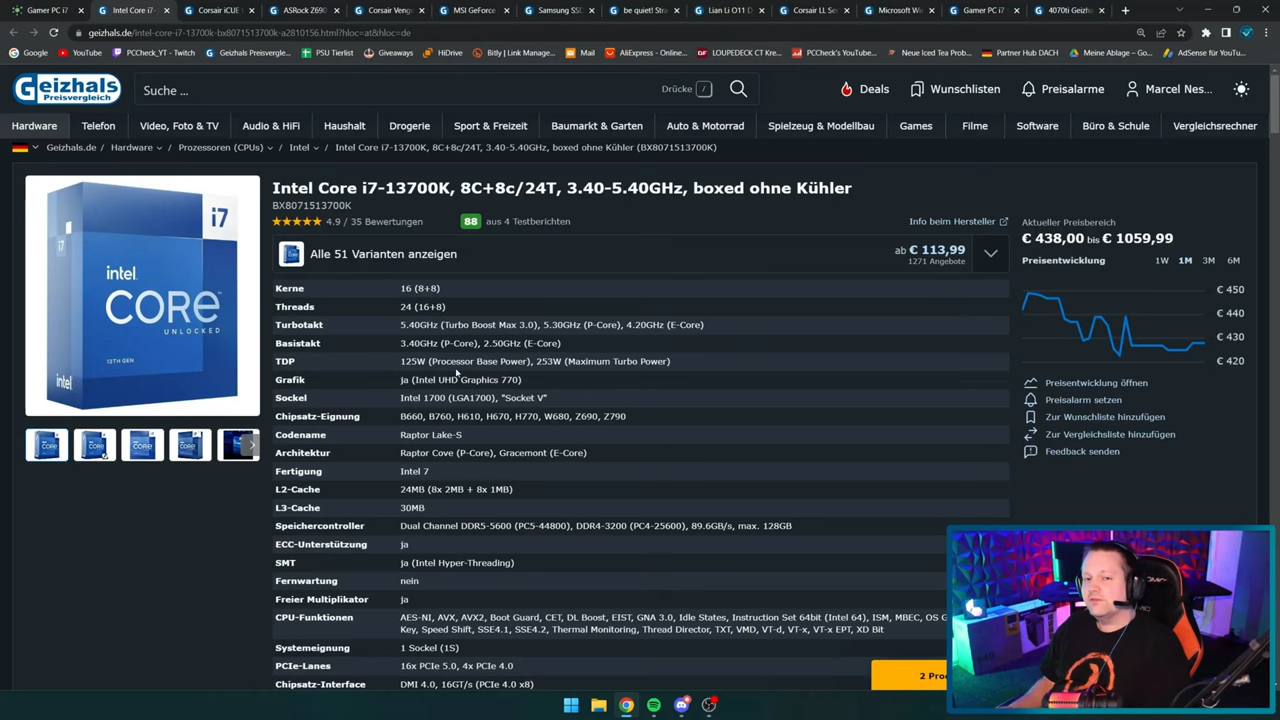 Gamer PC i7
Intel Core i7-
Corsair iCUE
ASRock Z690
Corsair Veng
MSI GeForce
Samsung SSD
be quiet! Stra
Lian Li O11 D
Corsair LL Se
Microsoft W
Gamer PC i7
4070ti Geizha
geizhals.de/intel-core-i7-13700k-bx8071513700k-a2810156.html?hloc=at&hloc=de
Google
YouTube
PCCheck_YT - Twitch
Geizhals Preisvergle...
PSU Tierlist
Giveaways
HiDrive
Bitly | Link Manage...
Mail
AliExpress - Online...
LOUPEDECK CT (Lo...
PCCheck's YouTube...
Neue Iced Tea Prob...
Partner Hub DACH
Meine Ablage – Go...
AdSense für YouTu...
Geizhals
Preisvergleich
Suche ...
Drücke /
Deals
Wunschlisten
Preisalarme
Marcel Nes...
Hardware
Telefon
Video, Foto & TV
Audio & HiFi
Haushalt
Drogerie
Sport & Freizeit
Baumarkt & Garten
Auto & Motorrad
Spielzeug & Modellbau
Games
Filme
Software
Büro & Schule
Vergleichsrechner
Geizhals.de / Hardware / Prozessoren (CPUs) / Intel / Intel Core i7-13700K, 8C+8c/24T, 3.40-5.40GHz, boxed ohne Kühler (BX8071513700K)
i7
i7
intel
CORE
UNLOCKED
13TH GEN
intel
Intel Core i7-13700K, 8C+8c/24T, 3.40-5.40GHz, boxed ohne Kühler
BX8071513700K
4.9 / 35 Bewertungen
88 aus 4 Testberichten
Info beim Hersteller
Alle 51 Varianten anzeigen
ab € 113,99
1271 Angebote
Kerne 16 (8+8)
Threads 24 (16+8)
Turbotakt 5.40GHz (Turbo Boost Max 3.0), 5.30GHz (P-Core), 4.20GHz (E-Core)
Basistakt 3.40GHz (P-Core), 2.50GHz (E-Core)
TDP 125W (Processor Base Power), 253W (Maximum Turbo Power)
Grafik ja (Intel UHD Graphics 770)
Sockel Intel 1700 (LGA1700), "Socket V"
Chipsatz-Eignung B660, B760, H610, H670, H770, W680, Z690, Z790
Codename Raptor Lake-S
Architektur Raptor Cove (P-Core), Gracemont (E-Core)
Fertigung Intel 7
L2-Cache 24MB (8x 2MB + 8x 1MB)
L3-Cache 30MB
Speichercontroller Dual Channel DDR5-5600 (PC5-44800), DDR4-3200 (PC4-25600), 89.6GB/s, max. 128GB
ECC-Unterstützung ja
SMT ja (Intel Hyper-Threading)
Fernwartung nein
Freier Multiplikator ja
CPU-Funktionen AES-NI, AVX, AVX2, Boot Guard, CET, DL Boost, EIST, GNA 3.0, Idle States, Instruction Set 64bit (Intel 64), ISM, MBEC, OS G
Key, Speed Shift, SSE4.1, SSE4.2, Thermal Monitoring, Thread Director, TXT, VMD, VT-d, VT-x, VT-x EPT, XD Bit
Systemeignung 1 Sockel (1S)
PCIe-Lanes 16x PCIe 5.0, 4x PCIe 4.0
Chipsatz-Interface DMI 4.0, 16GT/s (PCIe 4.0 x8)
Aktueller Preisbereich
€ 438,00 bis € 1059,99
Preisentwicklung
1W
1M
3M
6M
€ 450
€ 440
€ 430
€ 420
Preisentwicklung öffnen
Preisalarm setzen
Zur Wunschliste hinzufügen
Zur Vergleichsliste hinzufügen
Feedback senden
2 Pro